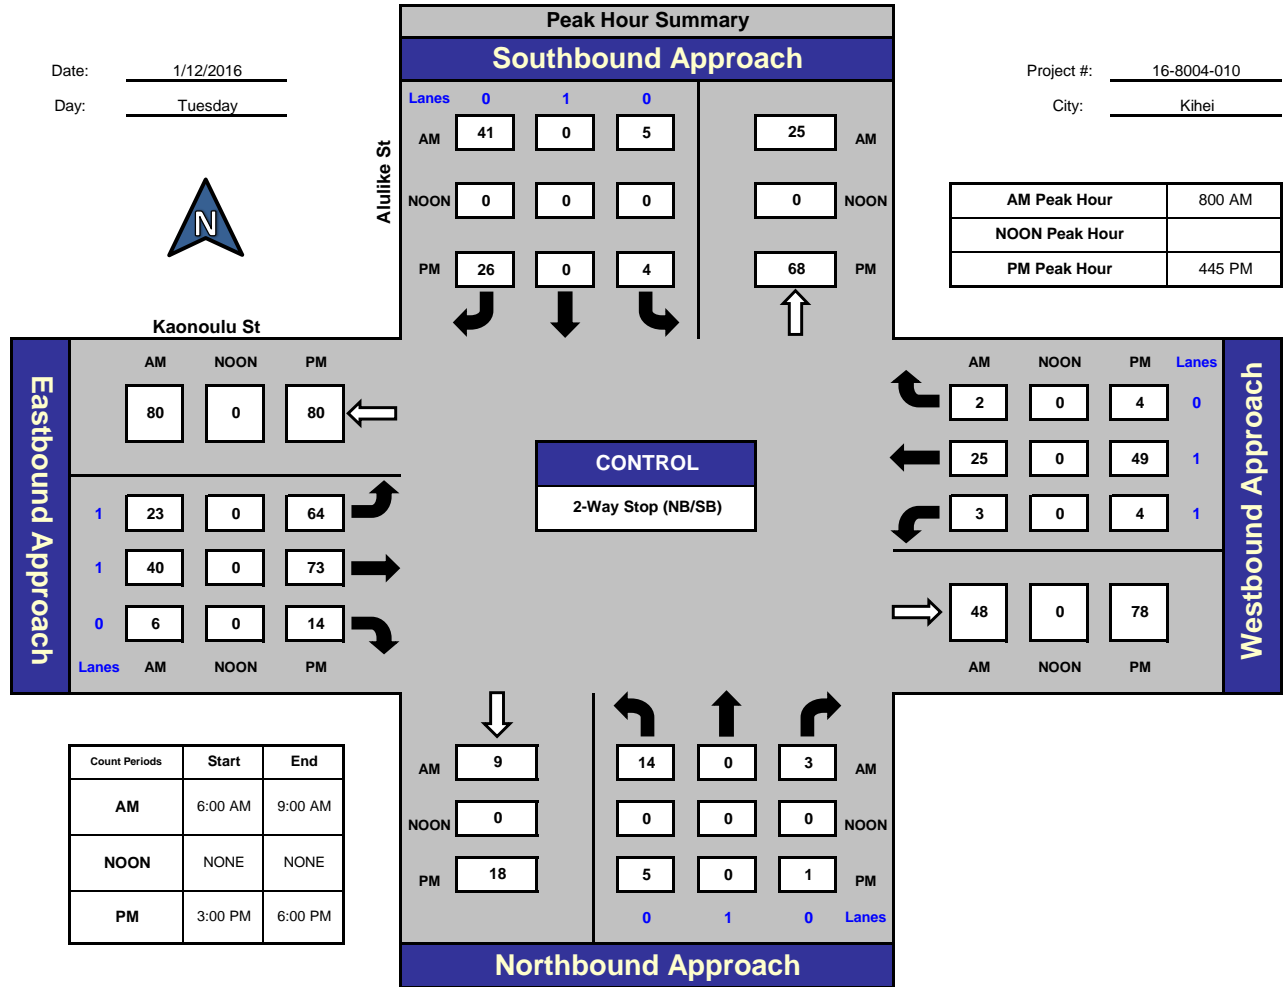 Peak Hour Summary
Southbound Approach
Date: 1/12/2016
Day: Tuesday
Project #: 16-8004-010
City: Kihei
N
Alulike St
Lanes 0 1 0
AM 41 0 5 25 AM
NOON 0 0 0 0 NOON
PM 26 0 4 68 PM
AM Peak Hour 800 AM
NOON Peak Hour
PM Peak Hour 445 PM
Kaonoulu St
Eastbound Approach
AM NOON PM
80 0 80
1 23 0 64
1 40 0 73
0 6 0 14
Lanes AM NOON PM
CONTROL
2-Way Stop (NB/SB)
AM NOON PM Lanes
2 0 4 0
25 0 49 1
3 0 4 1
48 0 78
AM NOON PM
Westbound Approach
Count Periods Start End
AM 6:00 AM 9:00 AM
NOON NONE NONE
PM 3:00 PM 6:00 PM
AM 9 14 0 3 AM
NOON 0 0 0 0 NOON
PM 18 5 0 1 PM
0 1 0 Lanes
Northbound Approach